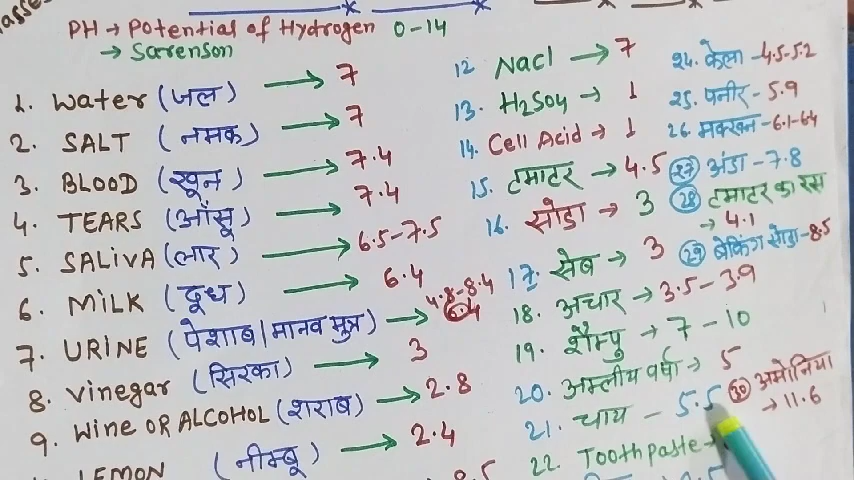 PH → Potential of Hydrogen 0-14
→ Sorenson
1. Water (जल) → 7
2. SALT (नमक) → 7
3. BLOOD (खून) → 7.4
4. TEARS (आँसू) → 7.4
5. SALIVA (लार) → 6.5-7.5
6. MILK (दूध) → 6.4
7. URINE (पेशाब|मानव मुत्र) → 4.8-8.4
8. Vinegar (सिरका) → 3
9. Wine OR ALCOHOL (शराब) → 2.8
LEMON (नीम्बू) → 2.4
12 Nacl → 7
13. H2So4 → 1
14. Cell Acid → 1
15. टमाटर → 4.5
16. सोडा → 3
17. सेब → 3
18. अचार → 3.5-3.9
19. शैम्पु → 7-10
20. अम्लीय वर्षा → 5
21. चाय - 5.5
22. Toothpaste →
24. केला - 4.5-5.2
25. पनीर - 5.9
26. मक्खन - 6.1-6.4
27 अंडा - 7.8
28 टमाटर का रस
→ 4.1
29 बेकिंग सोडा - 8.5
30 अमोनिया
→ 11.6